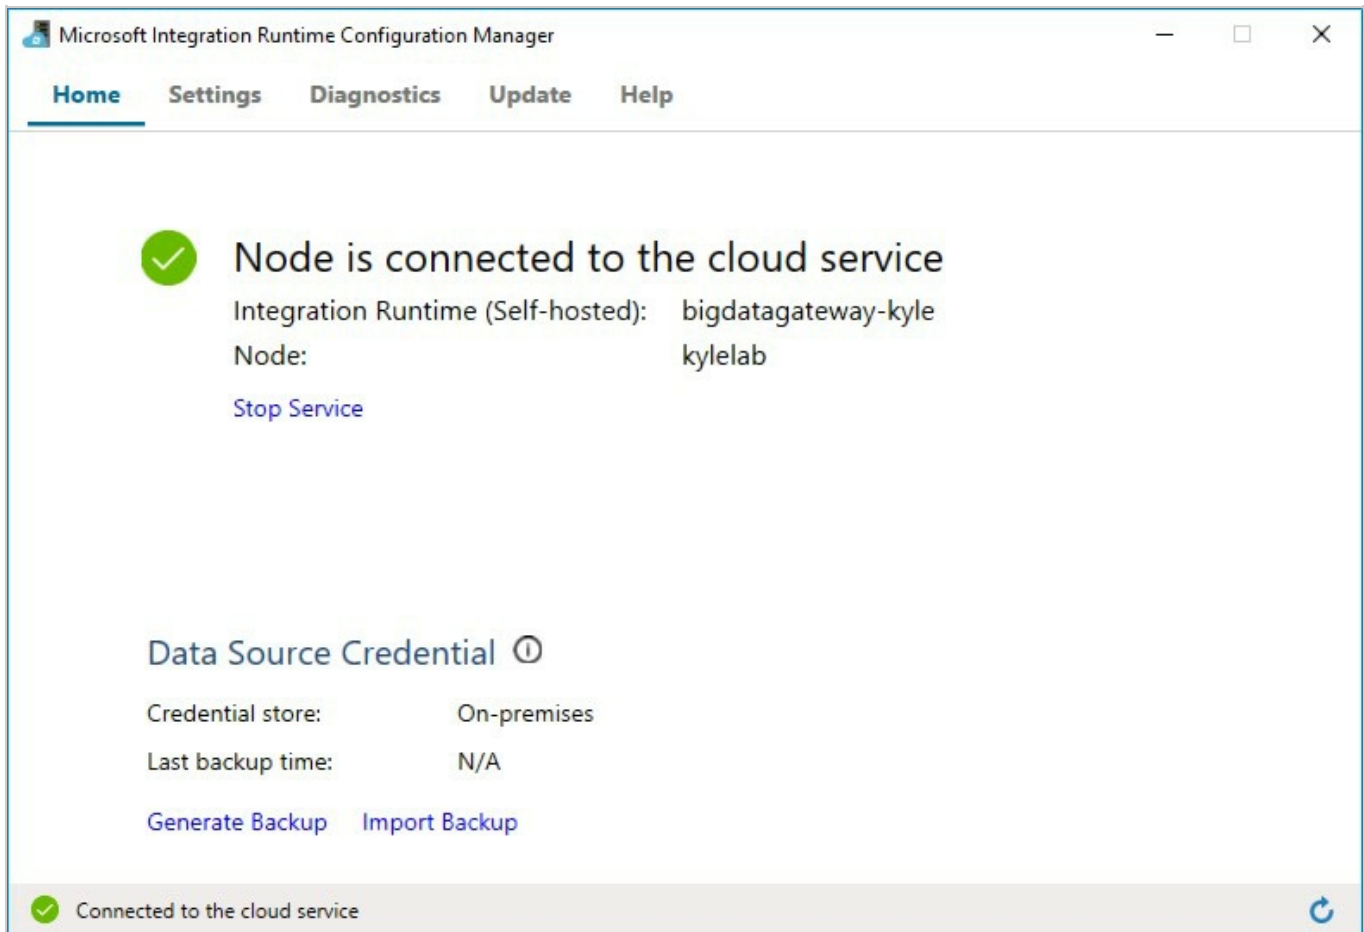 Microsoft Integration Runtime Configuration Manager
Home Settings Diagnostics Update Help
Node is connected to the cloud service
Integration Runtime (Self-hosted): bigdatagateway-kyle
Node: kylelab
Stop Service
Data Source Credential
Credential store: On-premises
Last backup time: N/A
Generate Backup Import Backup
Connected to the cloud service